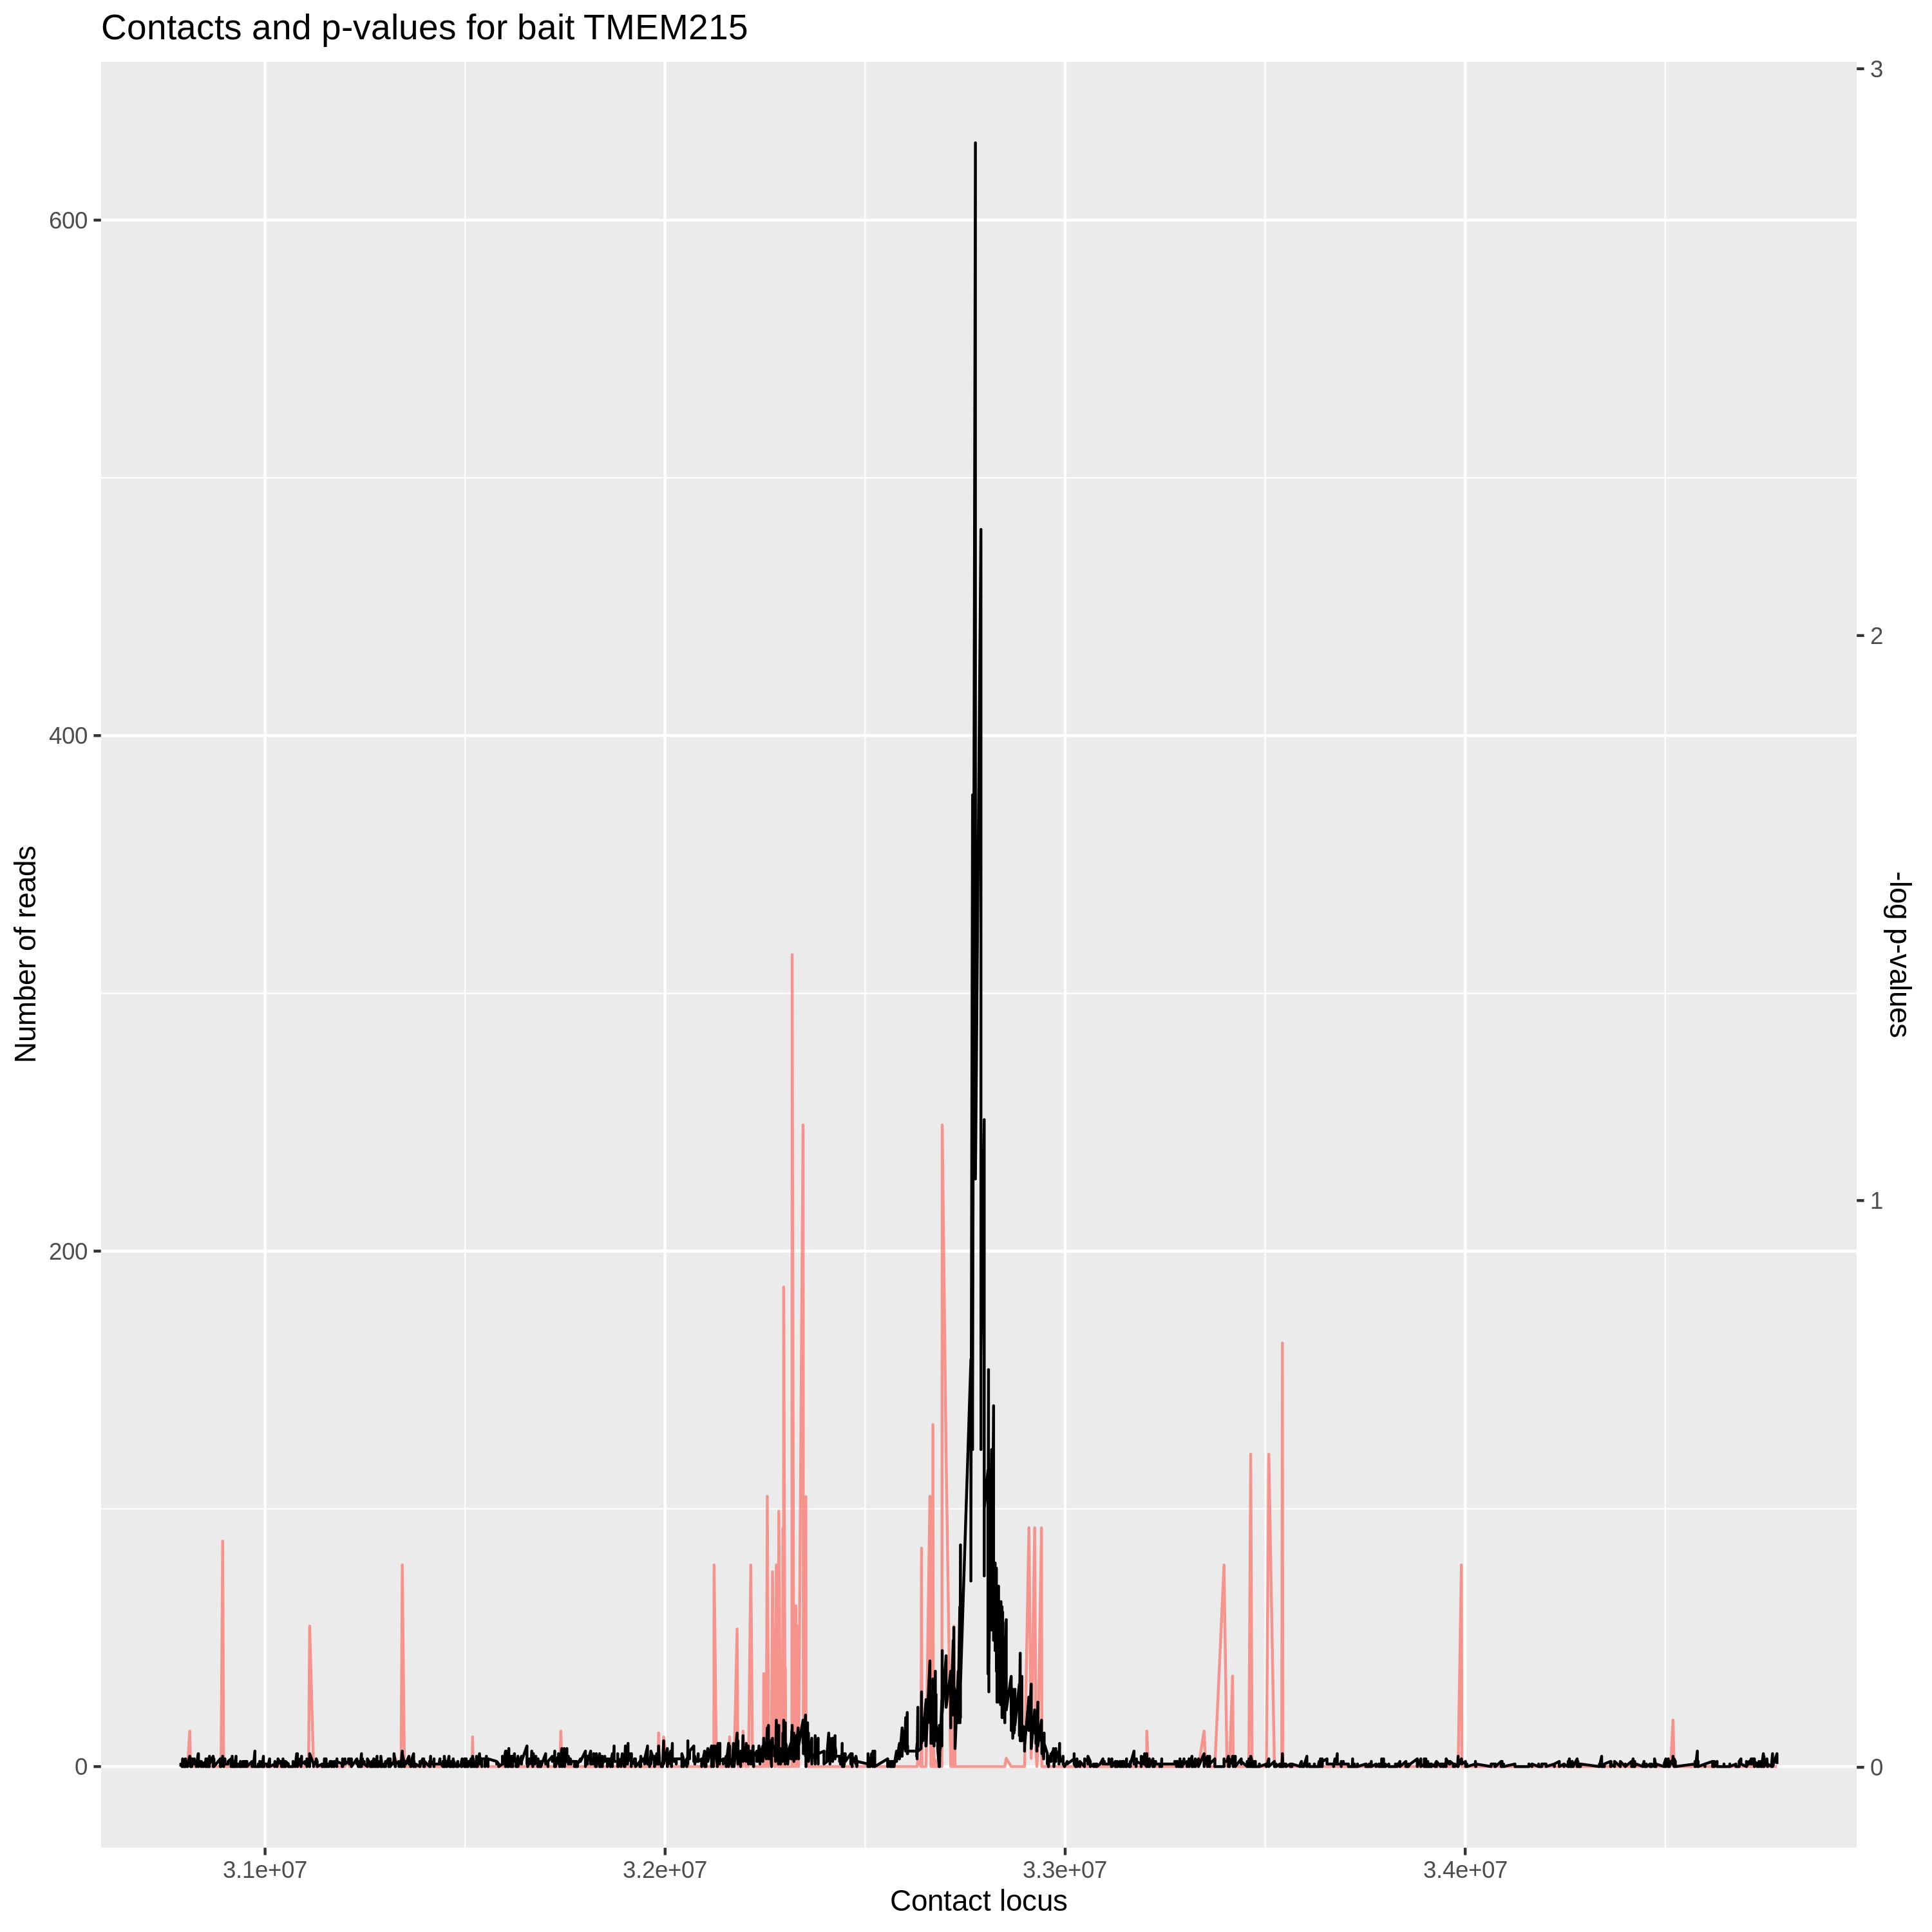 Contacts and p-values for bait TMEM215
3
600
2
400
Number of reads
-log p-values
1
200
0
0
3.1e+07 3.2e+07 3.3e+07 3.4e+07
Contact locus